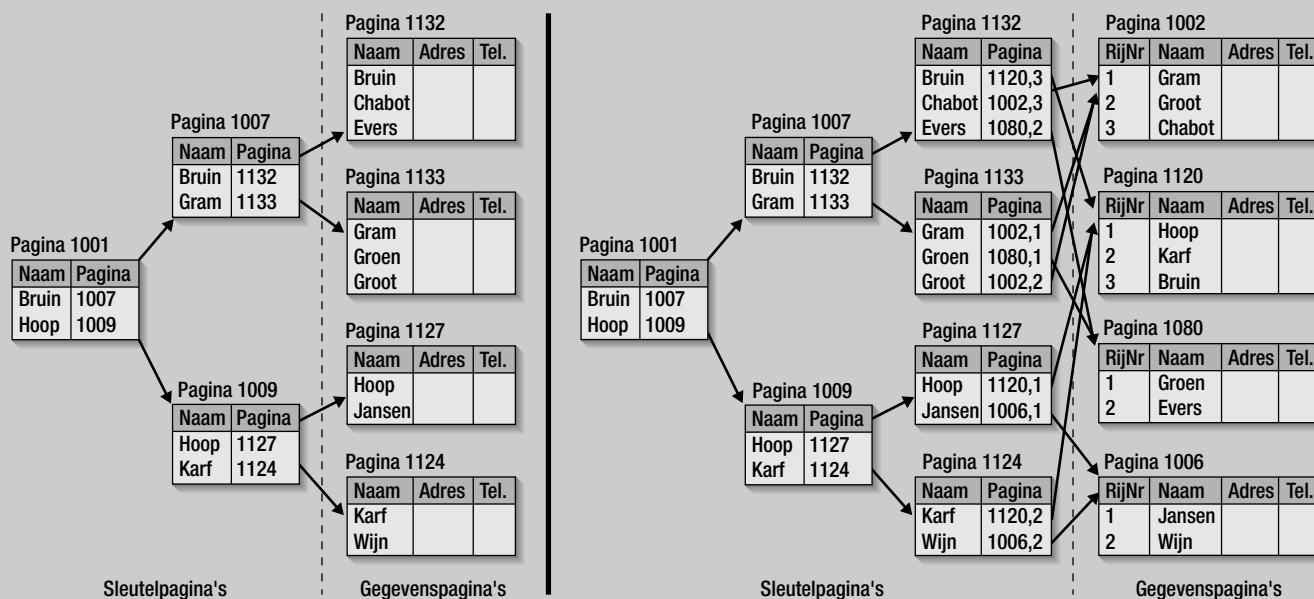 Pagina 1001
Naam Pagina
Bruin 1007
Hoop 1009
Pagina 1007
Naam Pagina
Bruin 1132
Gram 1133
Pagina 1009
Naam Pagina
Hoop 1127
Karf 1124
Pagina 1132
Naam Adres Tel.
Bruin
Chabot
Evers
Pagina 1133
Naam Adres Tel.
Gram
Groen
Groot
Pagina 1127
Naam Adres Tel.
Hoop
Jansen
Pagina 1124
Naam Adres Tel.
Karf
Wijn
Sleutelpagina's
Gegevenspagina's
Pagina 1001
Naam Pagina
Bruin 1007
Hoop 1009
Pagina 1007
Naam Pagina
Bruin 1132
Gram 1133
Pagina 1009
Naam Pagina
Hoop 1127
Karf 1124
Pagina 1132
Naam Pagina
Bruin 1120,3
Chabot 1002,3
Evers 1080,2
Pagina 1133
Naam Pagina
Gram 1002,1
Groen 1080,1
Groot 1002,2
Pagina 1127
Naam Pagina
Hoop 1120,1
Jansen 1006,1
Pagina 1124
Naam Pagina
Karf 1120,2
Wijn 1006,2
Pagina 1002
RijNr Naam Adres Tel.
1 Gram
2 Groot
3 Chabot
Pagina 1120
RijNr Naam Adres Tel.
1 Hoop
2 Karf
3 Bruin
Pagina 1080
RijNr Naam Adres Tel.
1 Groen
2 Evers
Pagina 1006
RijNr Naam Adres Tel.
1 Jansen
2 Wijn
Sleutelpagina's
Gegevenspagina's